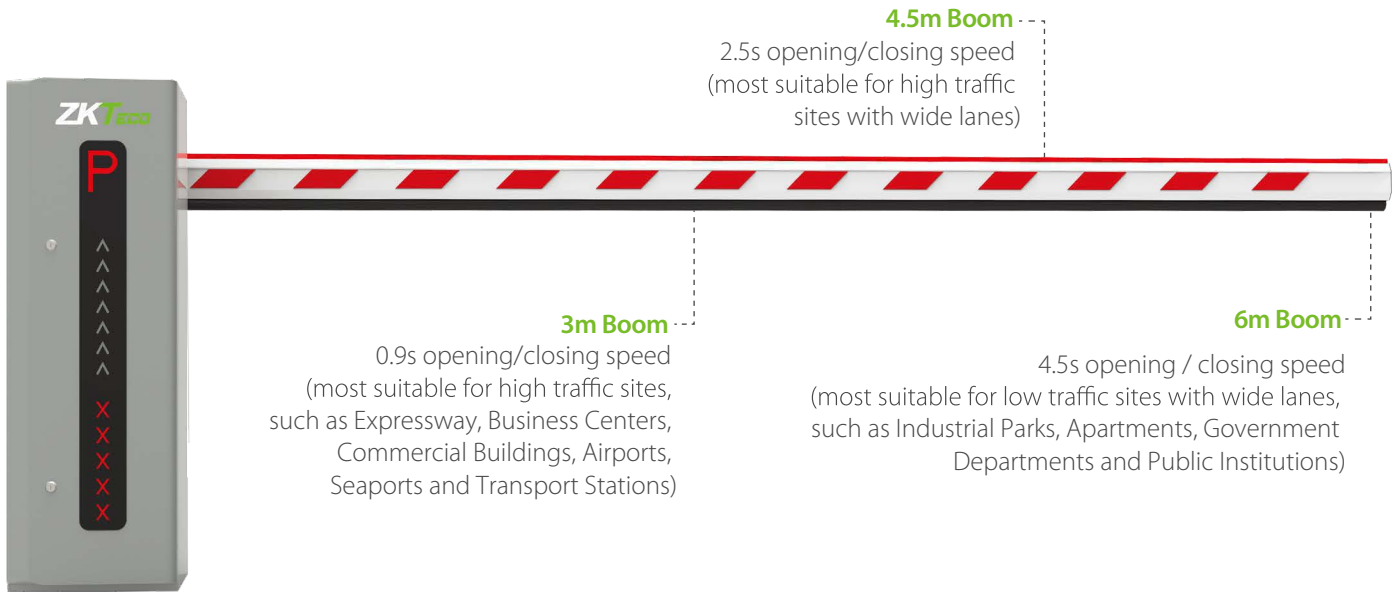 4.5m Boom
2.5s opening/closing speed
(most suitable for high traffic
sites with wide lanes)
ZKTeco
P
^
^
^
^
^
^
^
X
X
X
X
X
3m Boom
0.9s opening/closing speed
(most suitable for high traffic sites,
such as Expressway, Business Centers,
Commercial Buildings, Airports,
Seaports and Transport Stations)
6m Boom
4.5s opening / closing speed
(most suitable for low traffic sites with wide lanes,
such as Industrial Parks, Apartments, Government
Departments and Public Institutions)